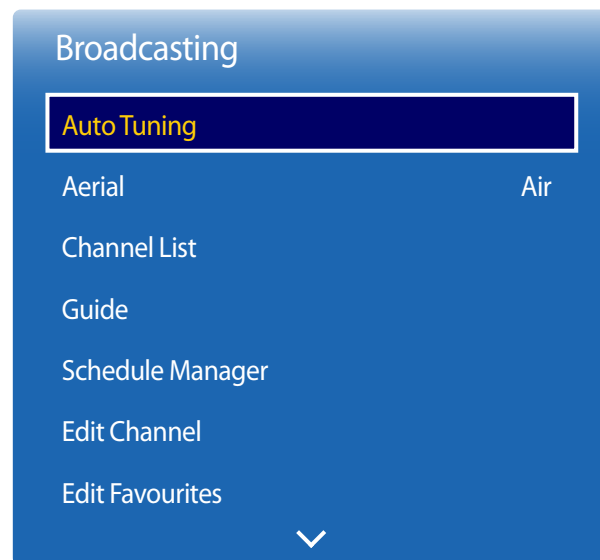 Broadcasting
Auto Tuning
Aerial Air
Channel List
Guide
Schedule Manager
Edit Channel
Edit Favourites